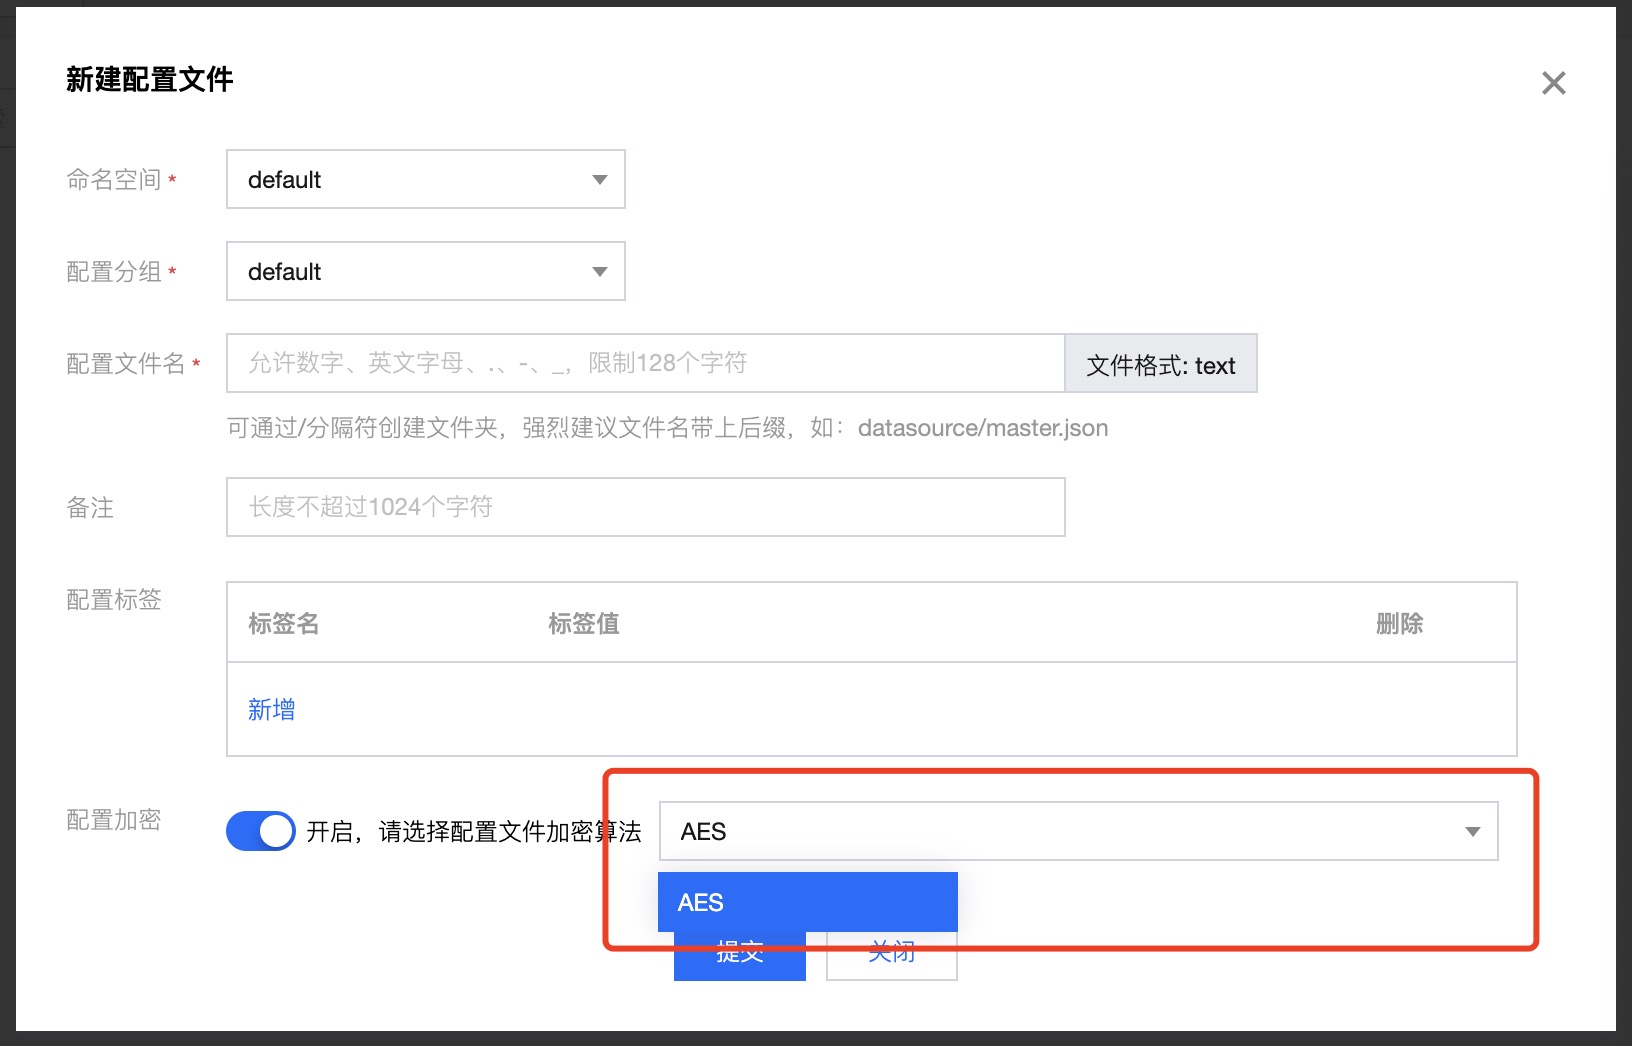 新建配置文件
命名空间 * default
配置分组 * default
配置文件名 * 允许数字、英文字母、.、-、_，限制128个字符 文件格式: text
可通过/分隔符创建文件夹，强烈建议文件名带上后缀，如：datasource/master.json
备注 长度不超过1024个字符
配置标签
标签名 标签值 删除
新增
配置加密 开启，请选择配置文件加密算法 AES
AES
提交 关闭